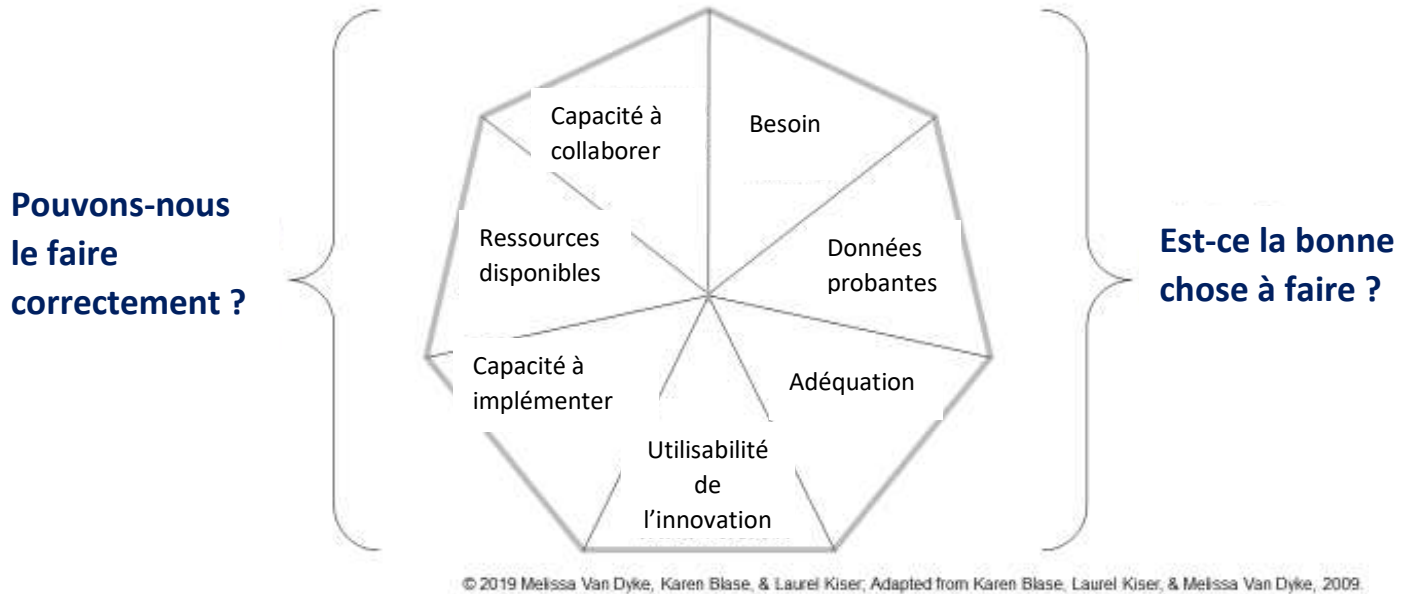 Pouvons-nous
le faire
correctement ?
Capacité à
collaborer
Besoin
Ressources
disponibles
Données
probantes
Capacité à
implémenter
Adéquation
Utilisabilité
de
l’innovation
Est-ce la bonne
chose à faire ?
© 2019 Melissa Van Dyke, Karen Blase, & Laurel Kiser; Adapted from Karen Blase, Laurel Kiser, & Melissa Van Dyke, 2009.